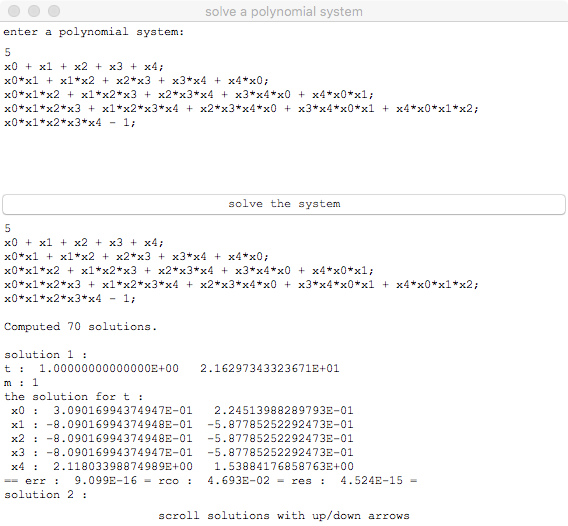 solve a polynomial system
enter a polynomial system:
5
x0 + x1 + x2 + x3 + x4;
x0*x1 + x1*x2 + x2*x3 + x3*x4 + x4*x0;
x0*x1*x2 + x1*x2*x3 + x2*x3*x4 + x3*x4*x0 + x4*x0*x1;
x0*x1*x2*x3 + x1*x2*x3*x4 + x2*x3*x4*x0 + x3*x4*x0*x1 + x4*x0*x1*x2;
x0*x1*x2*x3*x4 - 1;
solve the system
5
x0 + x1 + x2 + x3 + x4;
x0*x1 + x1*x2 + x2*x3 + x3*x4 + x4*x0;
x0*x1*x2 + x1*x2*x3 + x2*x3*x4 + x3*x4*x0 + x4*x0*x1;
x0*x1*x2*x3 + x1*x2*x3*x4 + x2*x3*x4*x0 + x3*x4*x0*x1 + x4*x0*x1*x2;
x0*x1*x2*x3*x4 - 1;
Computed 70 solutions.
solution 1 :
t :  1.00000000000000E+00   2.16297343323671E+01
m : 1
the solution for t :
 x0 :  3.09016994374947E-01   2.24513988289793E-01
 x1 : -8.09016994374948E-01  -5.87785252292473E-01
 x2 : -8.09016994374948E-01  -5.87785252292473E-01
 x3 : -8.09016994374947E-01  -5.87785252292473E-01
 x4 :  2.11803398874989E+00   1.53884176858763E+00
== err :  9.099E-16 = rco :  4.693E-02 = res :  4.524E-15 =
solution 2 :
scroll solutions with up/down arrows